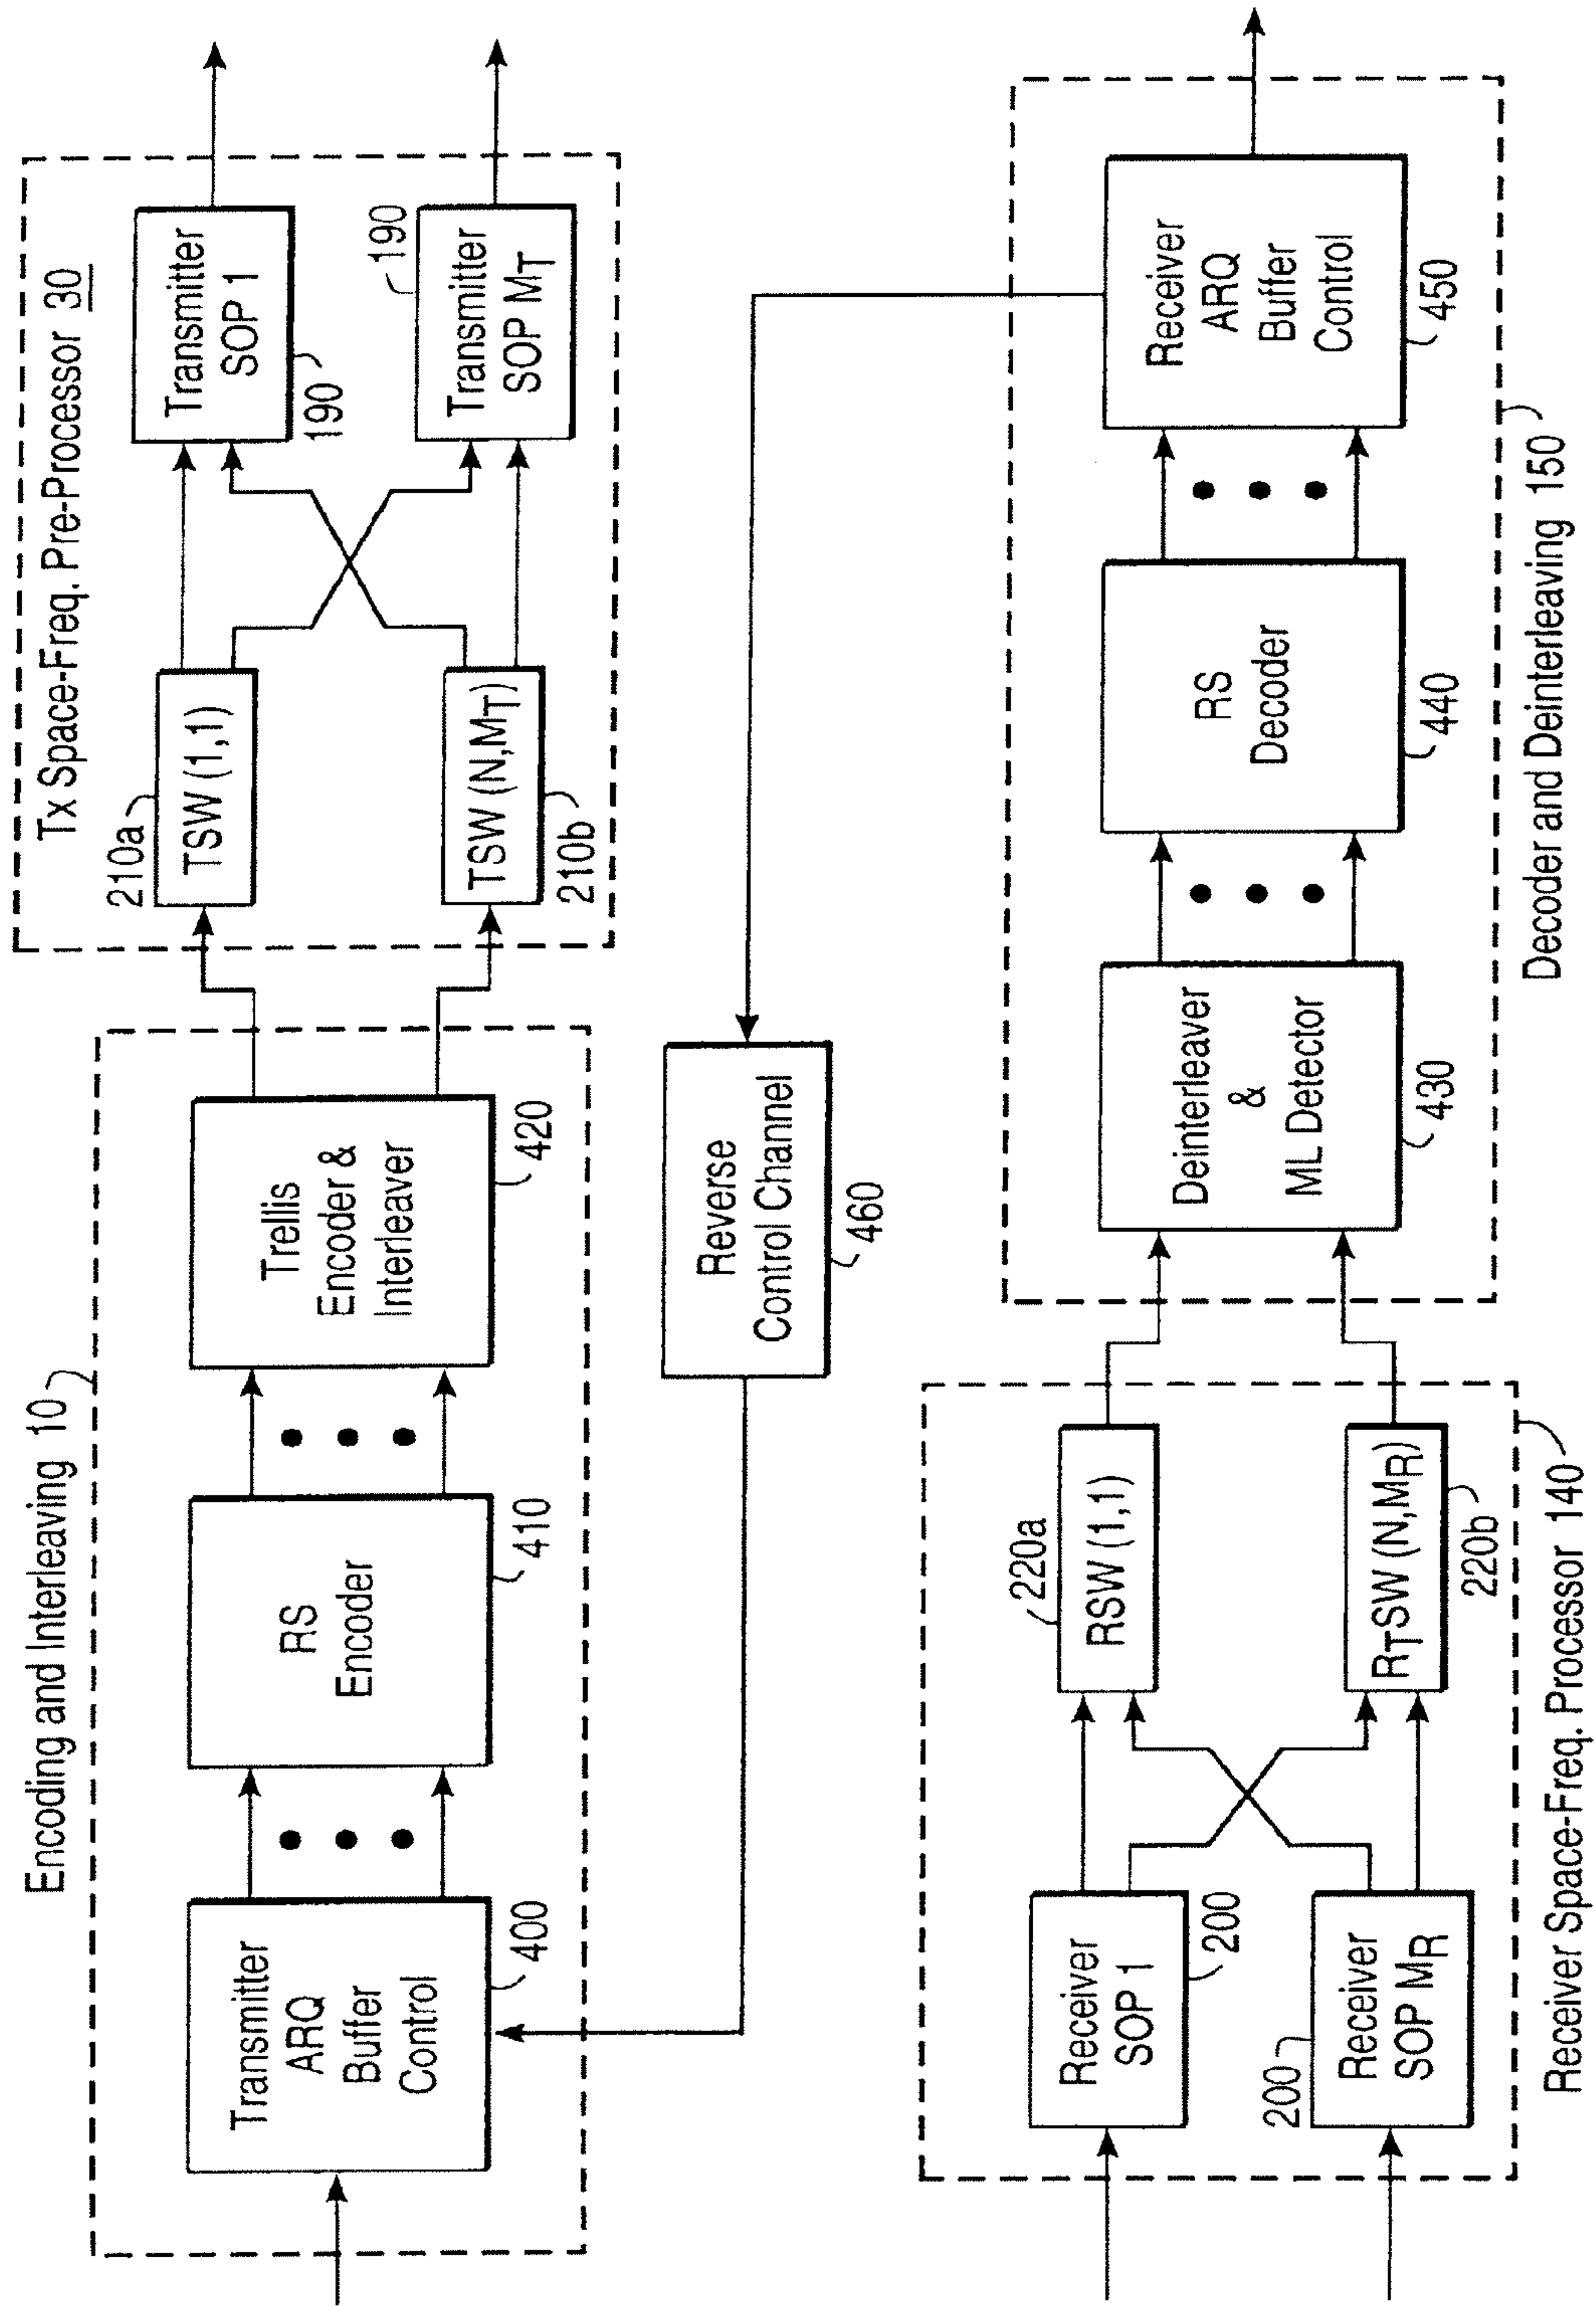 Encoding and Interleaving 10
Transmitter
ARQ
Buffer
Control
400
RS
Encoder
410
Trellis
Encoder &
Interleaver
420
Tx Space-Freq. Pre-Processor 30
210a
TSW (1,1)
TSW (N,MT)
210b
Transmitter
SOP 1
190
190
Transmitter
SOP MT
Reverse
Control Channel
460
Receiver
SOP 1
200
200
Receiver
SOP MR
220a
RSW (1,1)
RTSW (N,MR)
220b
Receiver Space-Freq. Processor 140
Deinterleaver
&
ML Detector
430
RS
Decoder
440
Receiver
ARQ
Buffer
Control
450
Decoder and Deinterleaving 150